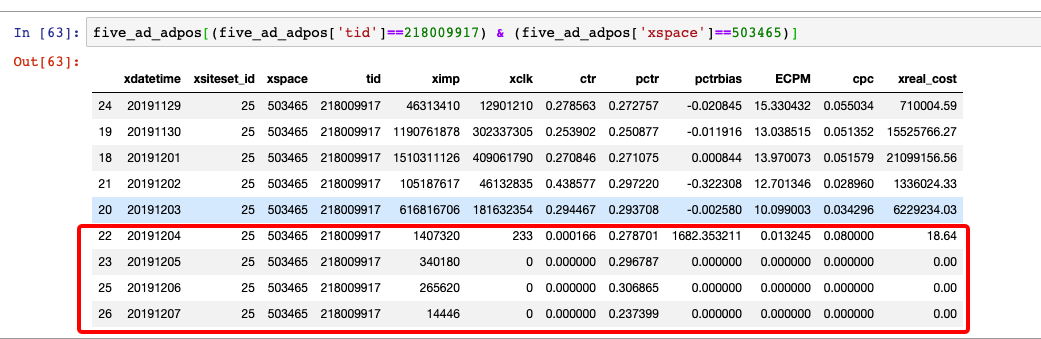 In [63]: five_ad_adpos[(five_ad_adpos['tid']==218009917) & (five_ad_adpos['xspace']==503465)]
Out[63]:
xdatetime xsiteset_id xspace tid ximp xclk ctr pctr pctrbias ECPM cpc xreal_cost
24 20191129 25 503465 218009917 46313410 12901210 0.278563 0.272757 -0.020845 15.330432 0.055034 710004.59
19 20191130 25 503465 218009917 1190761878 302337305 0.253902 0.250877 -0.011916 13.038515 0.051352 15525766.27
18 20191201 25 503465 218009917 1510311126 409061790 0.270846 0.271075 0.000844 13.970073 0.051579 21099156.56
21 20191202 25 503465 218009917 105187617 46132835 0.438577 0.297220 -0.322308 12.701346 0.028960 1336024.33
20 20191203 25 503465 218009917 616816706 181632354 0.294467 0.293708 -0.002580 10.099003 0.034296 6229234.03
22 20191204 25 503465 218009917 1407320 233 0.000166 0.278701 1682.353211 0.013245 0.080000 18.64
23 20191205 25 503465 218009917 340180 0 0.000000 0.296787 0.000000 0.000000 0.000000 0.00
25 20191206 25 503465 218009917 265620 0 0.000000 0.306865 0.000000 0.000000 0.000000 0.00
26 20191207 25 503465 218009917 14446 0 0.000000 0.237399 0.000000 0.000000 0.000000 0.00